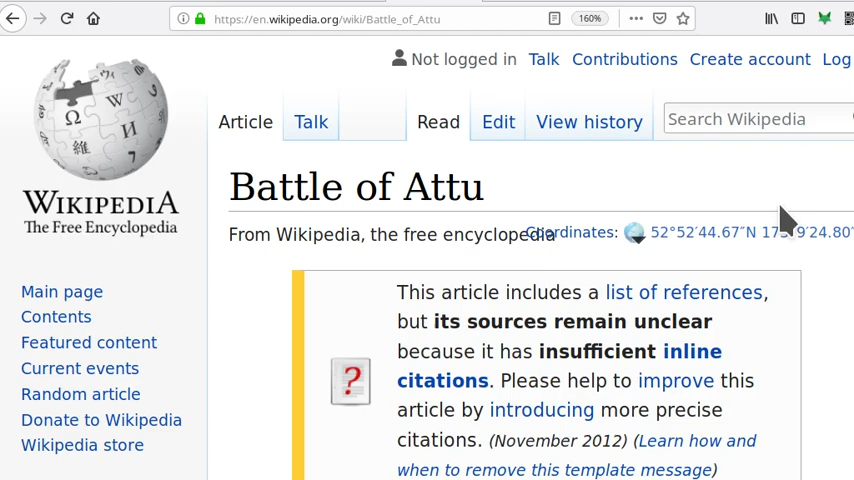 https://en.wikipedia.org/wiki/Battle_of_Attu
160%
Not logged in Talk Contributions Create account Log
Article Talk Read Edit View history Search Wikipedia
WIKIPEDIA
The Free Encyclopedia
Battle of Attu
From Wikipedia, the free encyclopedia
Coordinates: 52°52′44.67″N
Main page
Contents
Featured content
Current events
Random article
Donate to Wikipedia
Wikipedia store
This article includes a list of references,
but its sources remain unclear
because it has insufficient inline
citations. Please help to improve this
article by introducing more precise
citations. (November 2012) (Learn how and
when to remove this template message)